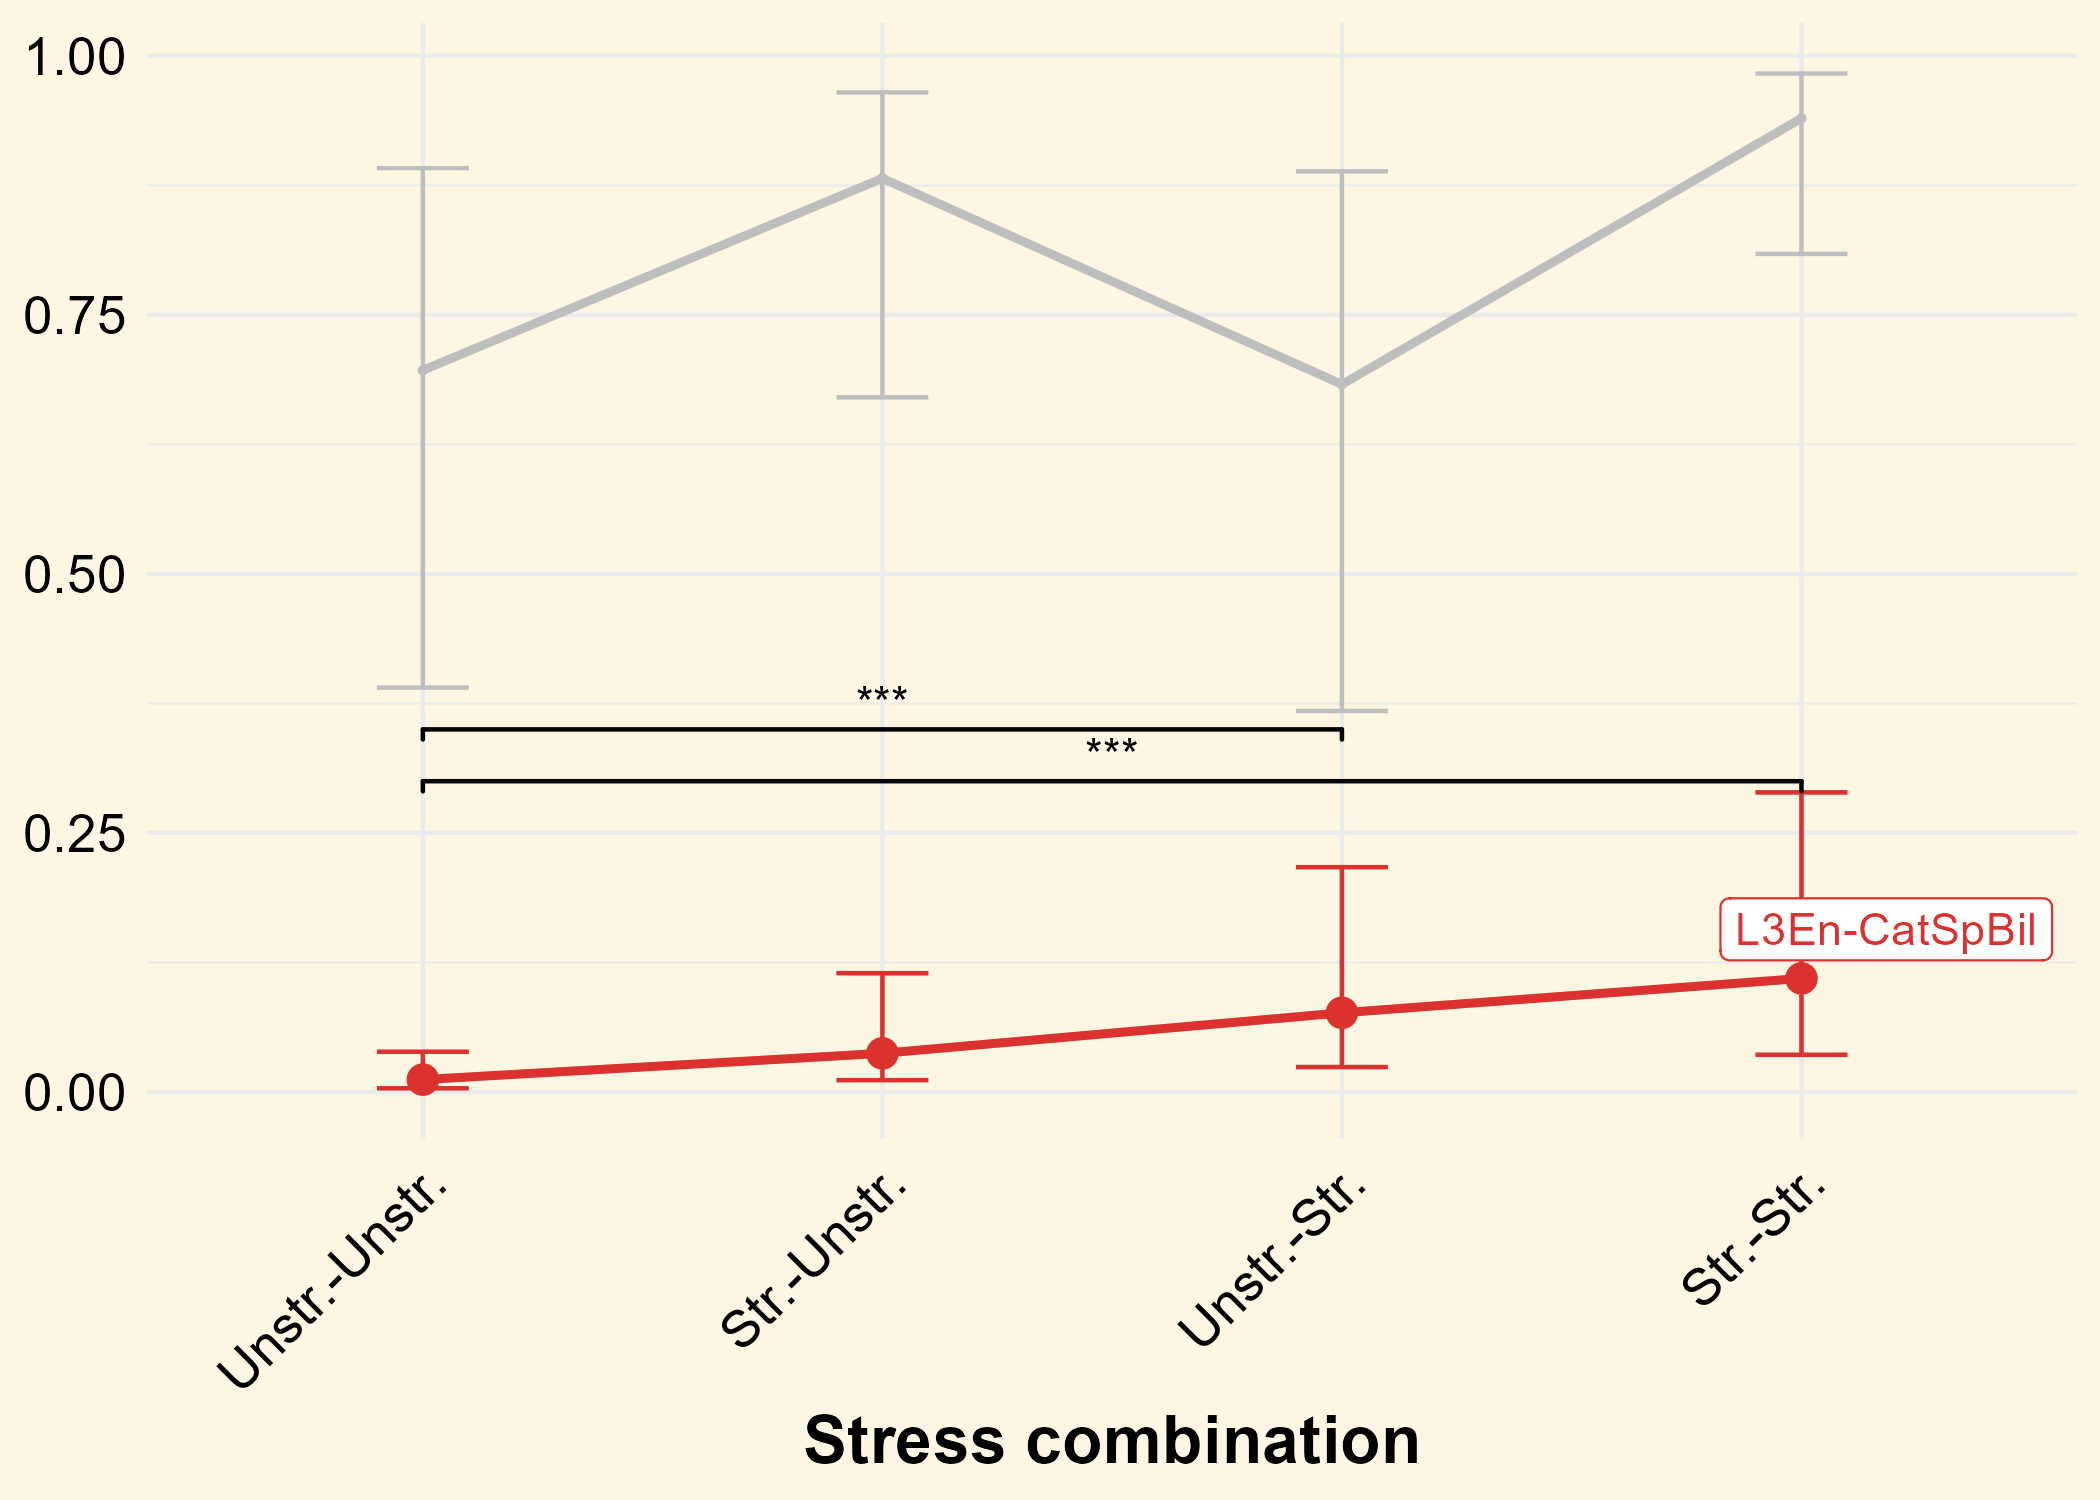 1.00
0.75
0.50
***
***
0.25
L3En-CatSpBil
0.00
Unstr.-Unstr.
Str.-Unstr.
Unstr.-Str.
Str.-Str.
Stress combination